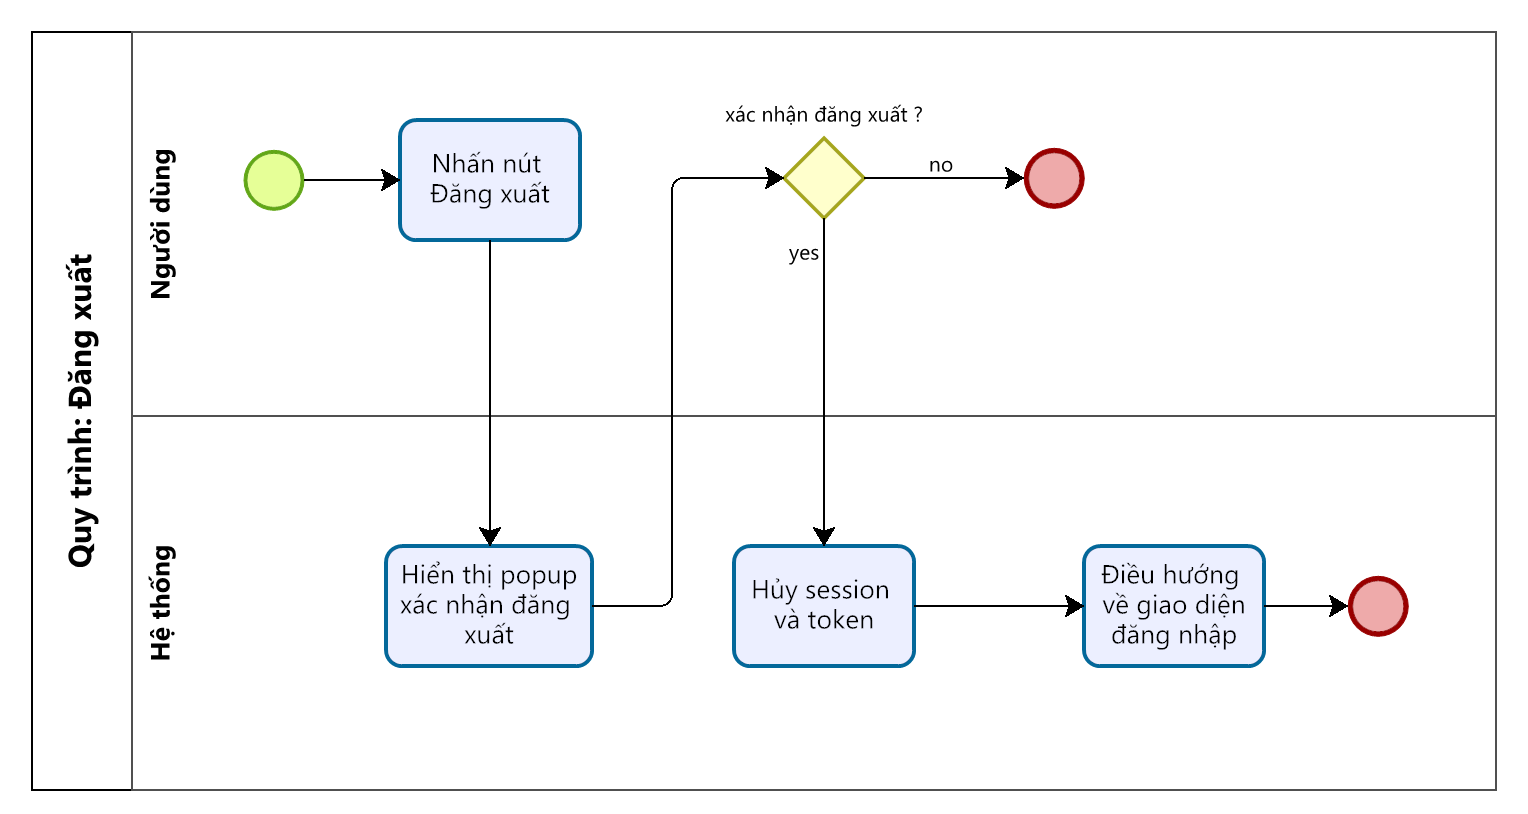 Quy trình: Đăng xuất
Người dùng
Nhấn nút
Đăng xuất
xác nhận đăng xuất ?
no
yes
Hệ thống
Hiển thị popup
xác nhận đăng
xuất
Hủy session
và token
Điều hướng
về giao diện
đăng nhập